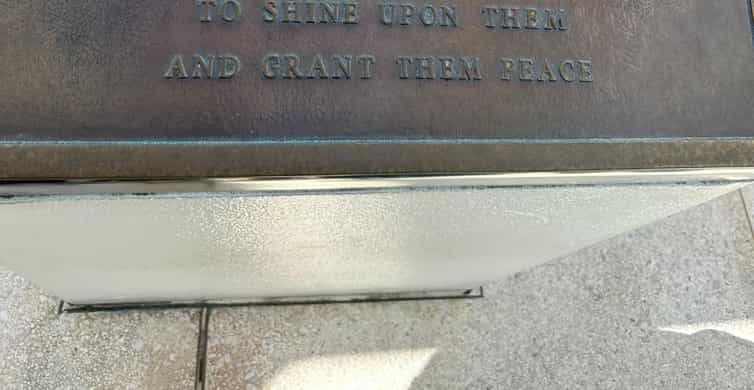 TO SHINE UPON THEM
AND GRANT THEM PEACE